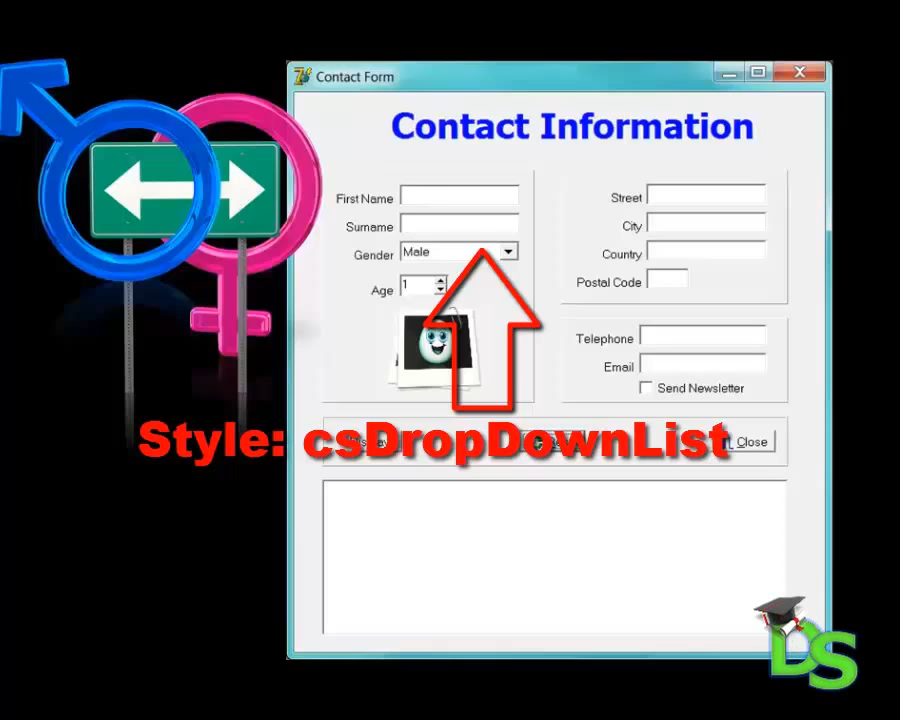 Contact Form
Contact Information
First Name
Surname
Gender Male
Age 1
Street
City
Country
Postal Code
Telephone
Email
Send Newsletter
Style: csDropDownList
Close
DS